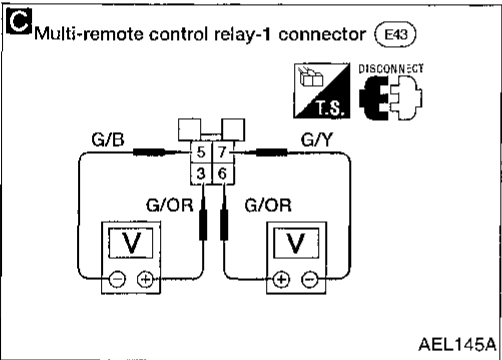 C Multi-remote control relay-1 connector E43
T.S.
DISCONNECT
G/B 5 7 G/Y
3 6
G/OR G/OR
V V
− + + −
AEL145A